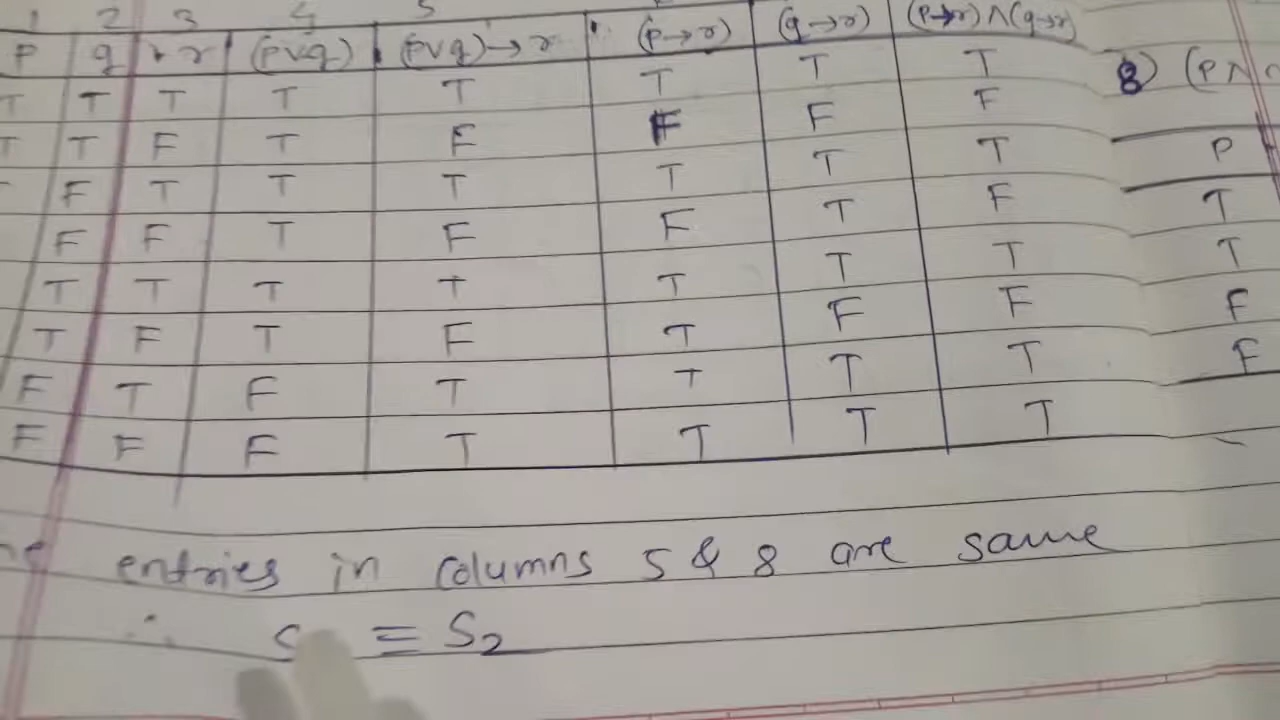 1 2 3 4 5
p q r (p∨q) (p∨q)→r (p→r) (q→r) (p→r)∧(q→r)
T T T T T T T T
T T F T F F F F
F T T T T T T
F F T F F T F
T T T T T T T
T F T F T F F
F T F T T T T
F F F T T T T
entries in columns 5 & 8 are same
∴ S ≡ S₂
8) (P∧
P
T
T
F
F